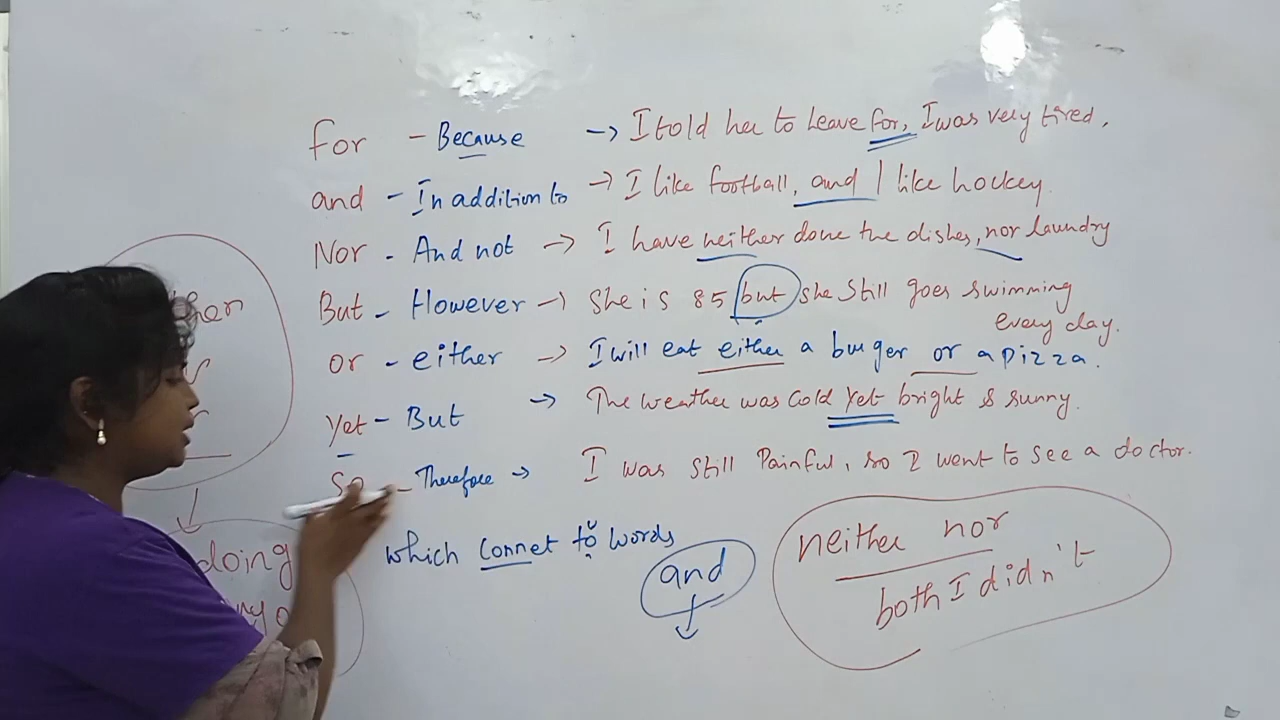 For - Because -> I told her to leave for, I was very tired.
and - In addition to -> I like football, and I like hockey.
Nor - And not -> I have neither done the dishes, nor laundry
But - However -> She is 85 but she still goes swimming
every day.
or - either -> I will eat either a burger or a pizza.
Yet - But -> The weather was cold yet bright & sunny.
So - Therefore -> I was still Painful, so I went to see a doctor.
which connet to words
and
neither nor
both I didn't
doing